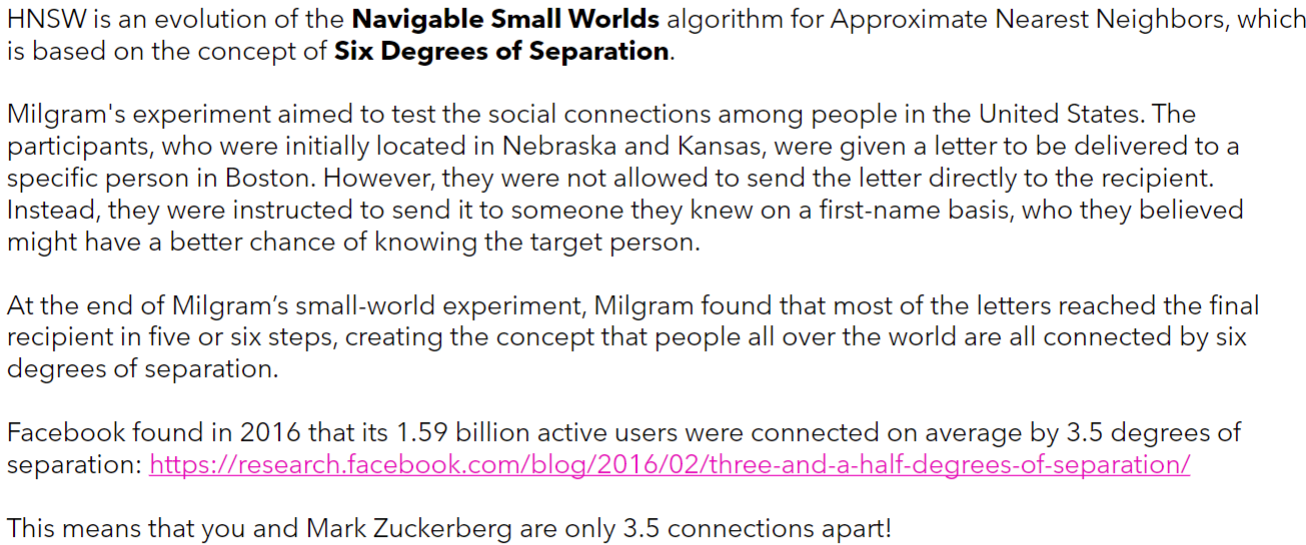 HNSW is an evolution of the Navigable Small Worlds algorithm for Approximate Nearest Neighbors, which
is based on the concept of Six Degrees of Separation.
Milgram's experiment aimed to test the social connections among people in the United States. The
participants, who were initially located in Nebraska and Kansas, were given a letter to be delivered to a
specific person in Boston. However, they were not allowed to send the letter directly to the recipient.
Instead, they were instructed to send it to someone they knew on a first-name basis, who they believed
might have a better chance of knowing the target person.
At the end of Milgram’s small-world experiment, Milgram found that most of the letters reached the final
recipient in five or six steps, creating the concept that people all over the world are all connected by six
degrees of separation.
Facebook found in 2016 that its 1.59 billion active users were connected on average by 3.5 degrees of
separation: https://research.facebook.com/blog/2016/02/three-and-a-half-degrees-of-separation/
This means that you and Mark Zuckerberg are only 3.5 connections apart!